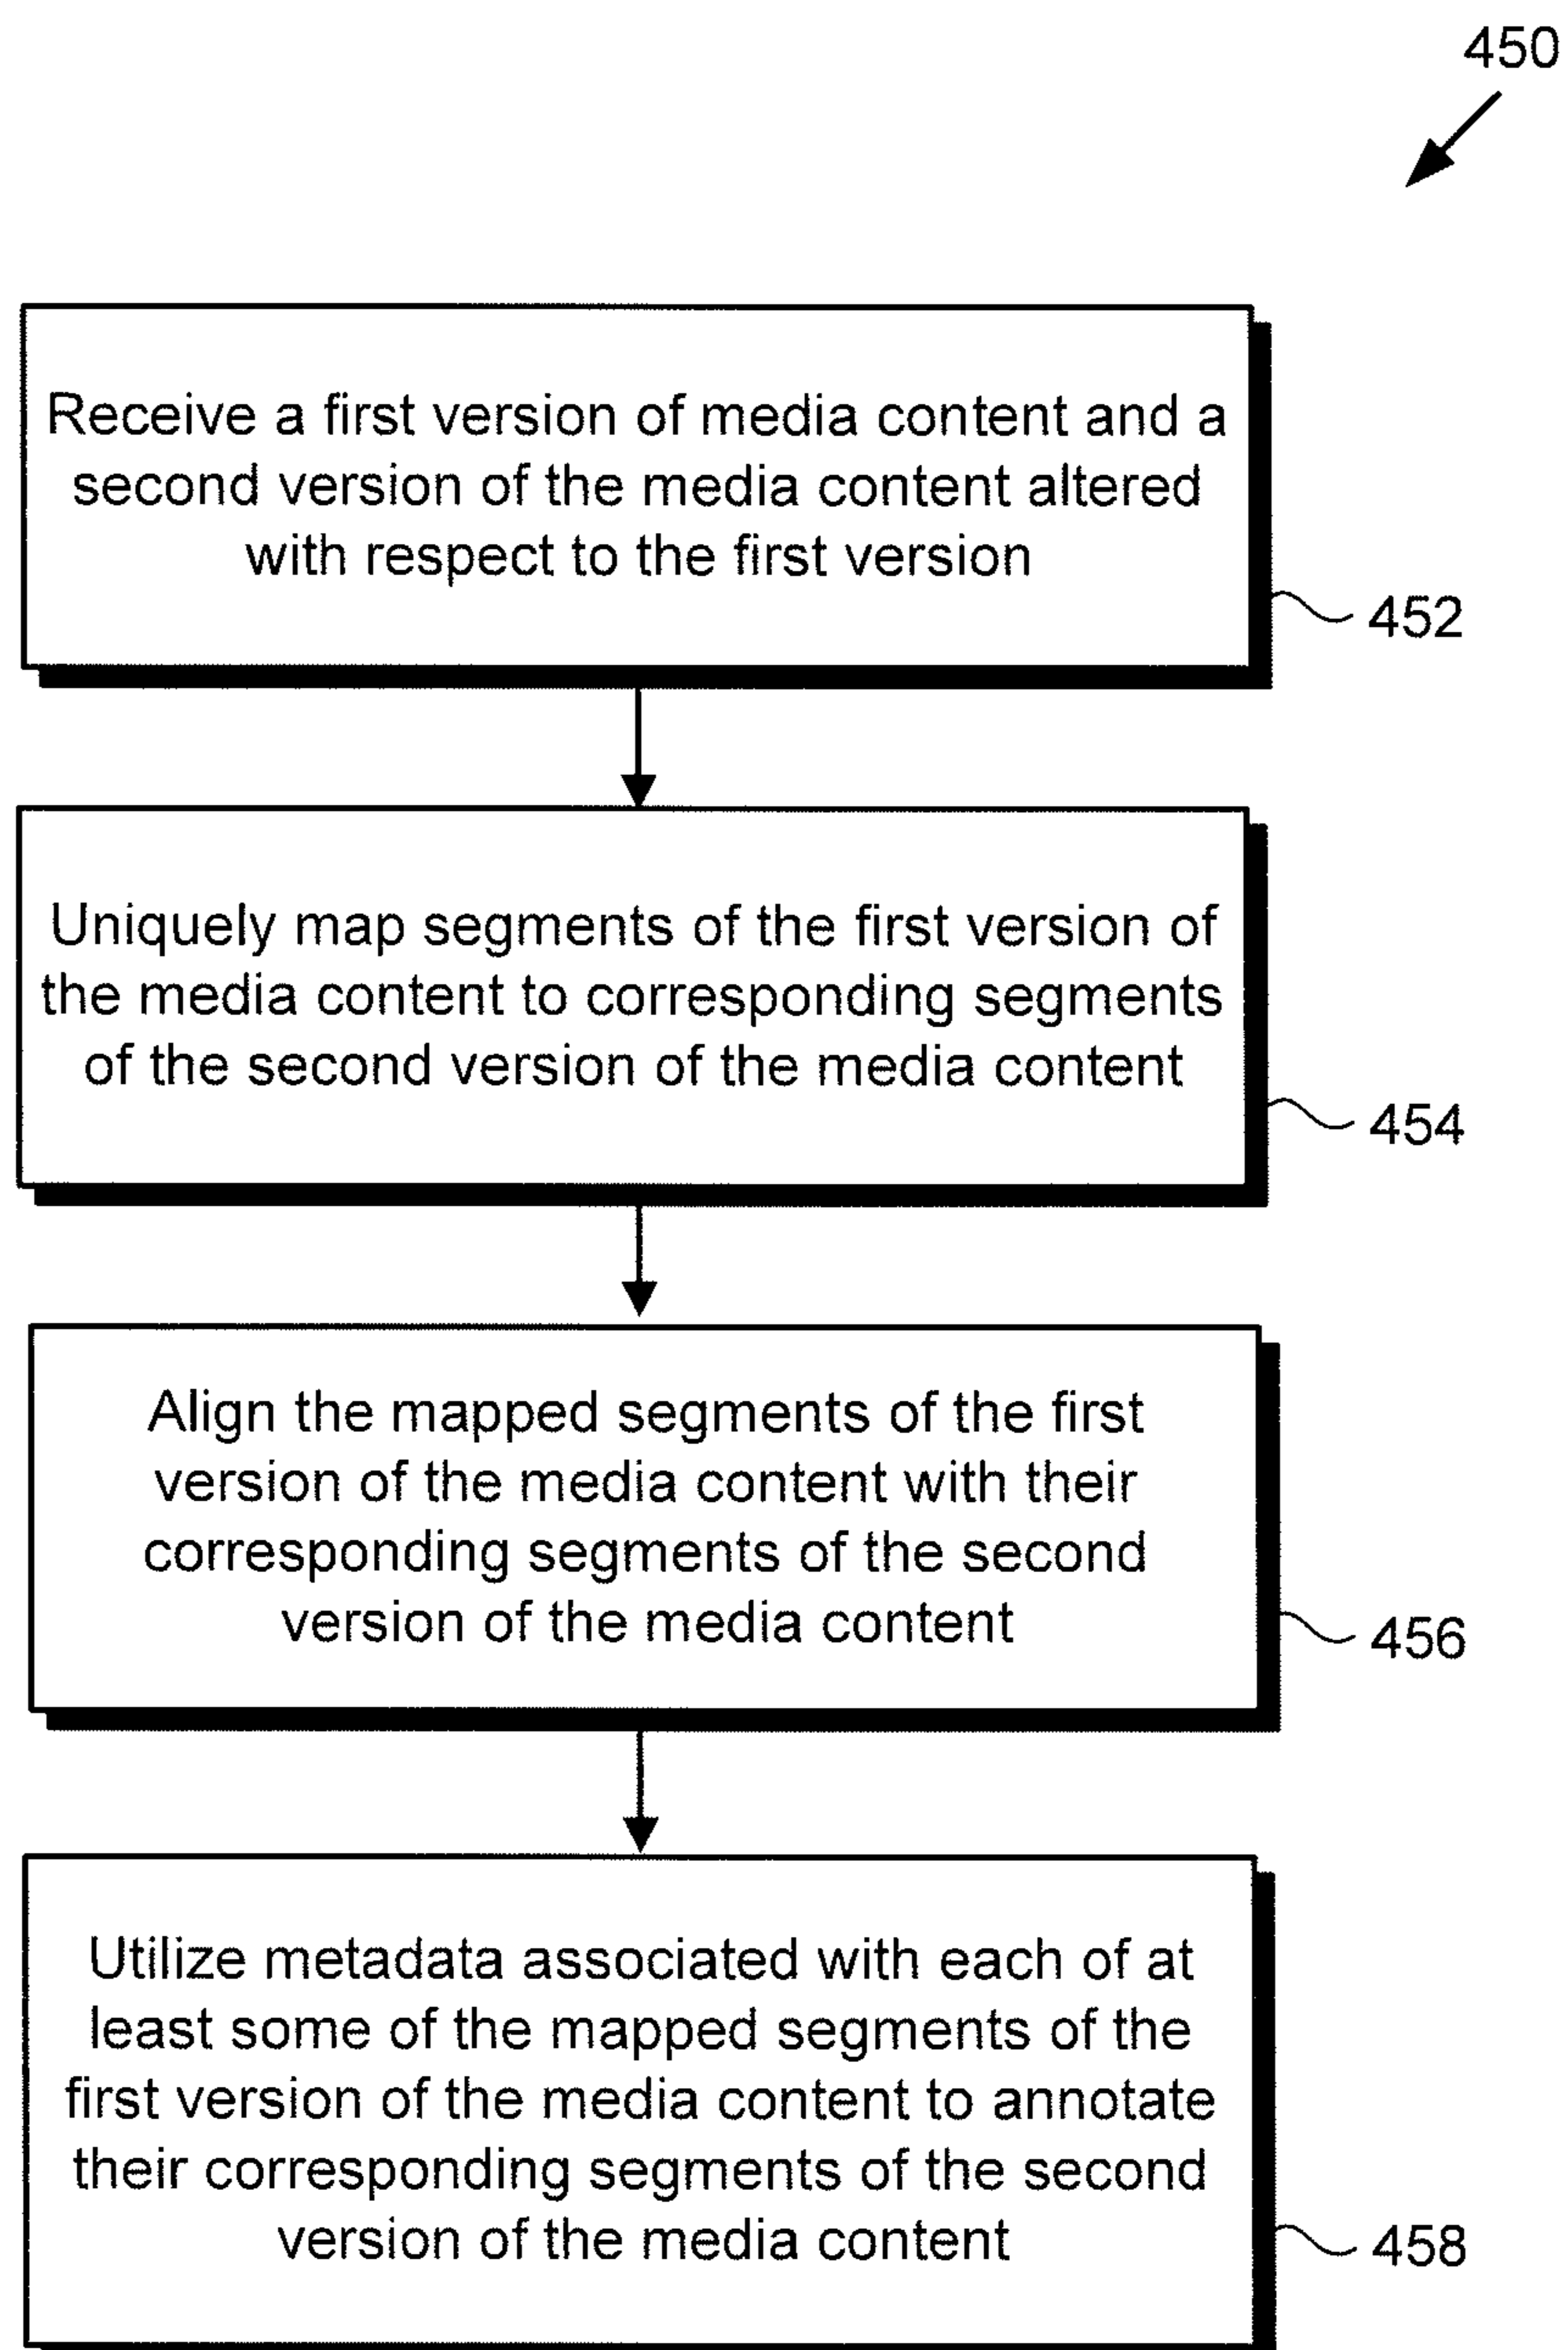 450
Receive a first version of media content and a
second version of the media content altered
with respect to the first version
452
Uniquely map segments of the first version of
the media content to corresponding segments
of the second version of the media content
454
Align the mapped segments of the first
version of the media content with their
corresponding segments of the second
version of the media content
456
Utilize metadata associated with each of at
least some of the mapped segments of the
first version of the media content to annotate
their corresponding segments of the second
version of the media content
458